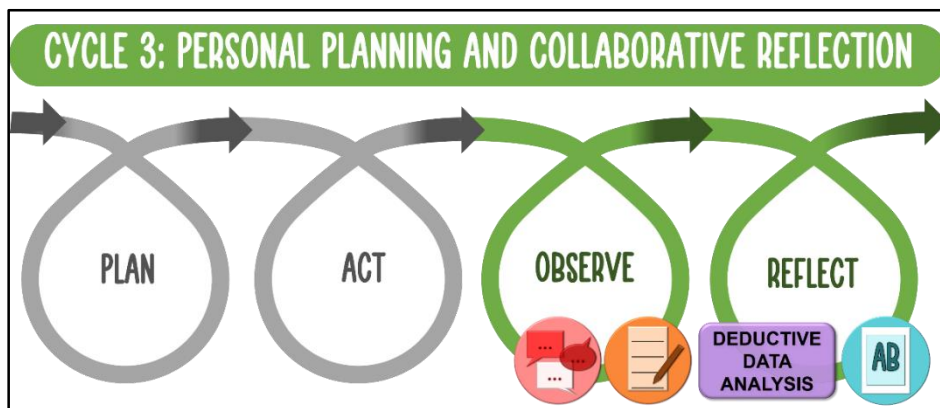 CYCLE 3: PERSONAL PLANNING AND COLLABORATIVE REFLECTION
PLAN
ACT
OBSERVE
REFLECT
...
...
...
DEDUCTIVE
DATA
ANALYSIS
AB